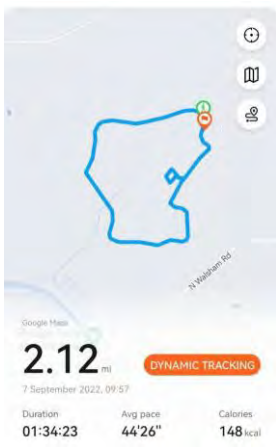 N Walsham Rd
Google Maps
2.12 mi
DYNAMIC TRACKING
7 September 2022, 09:57
Duration Avg pace Calories
01:34:23 44'26" 148 kcal